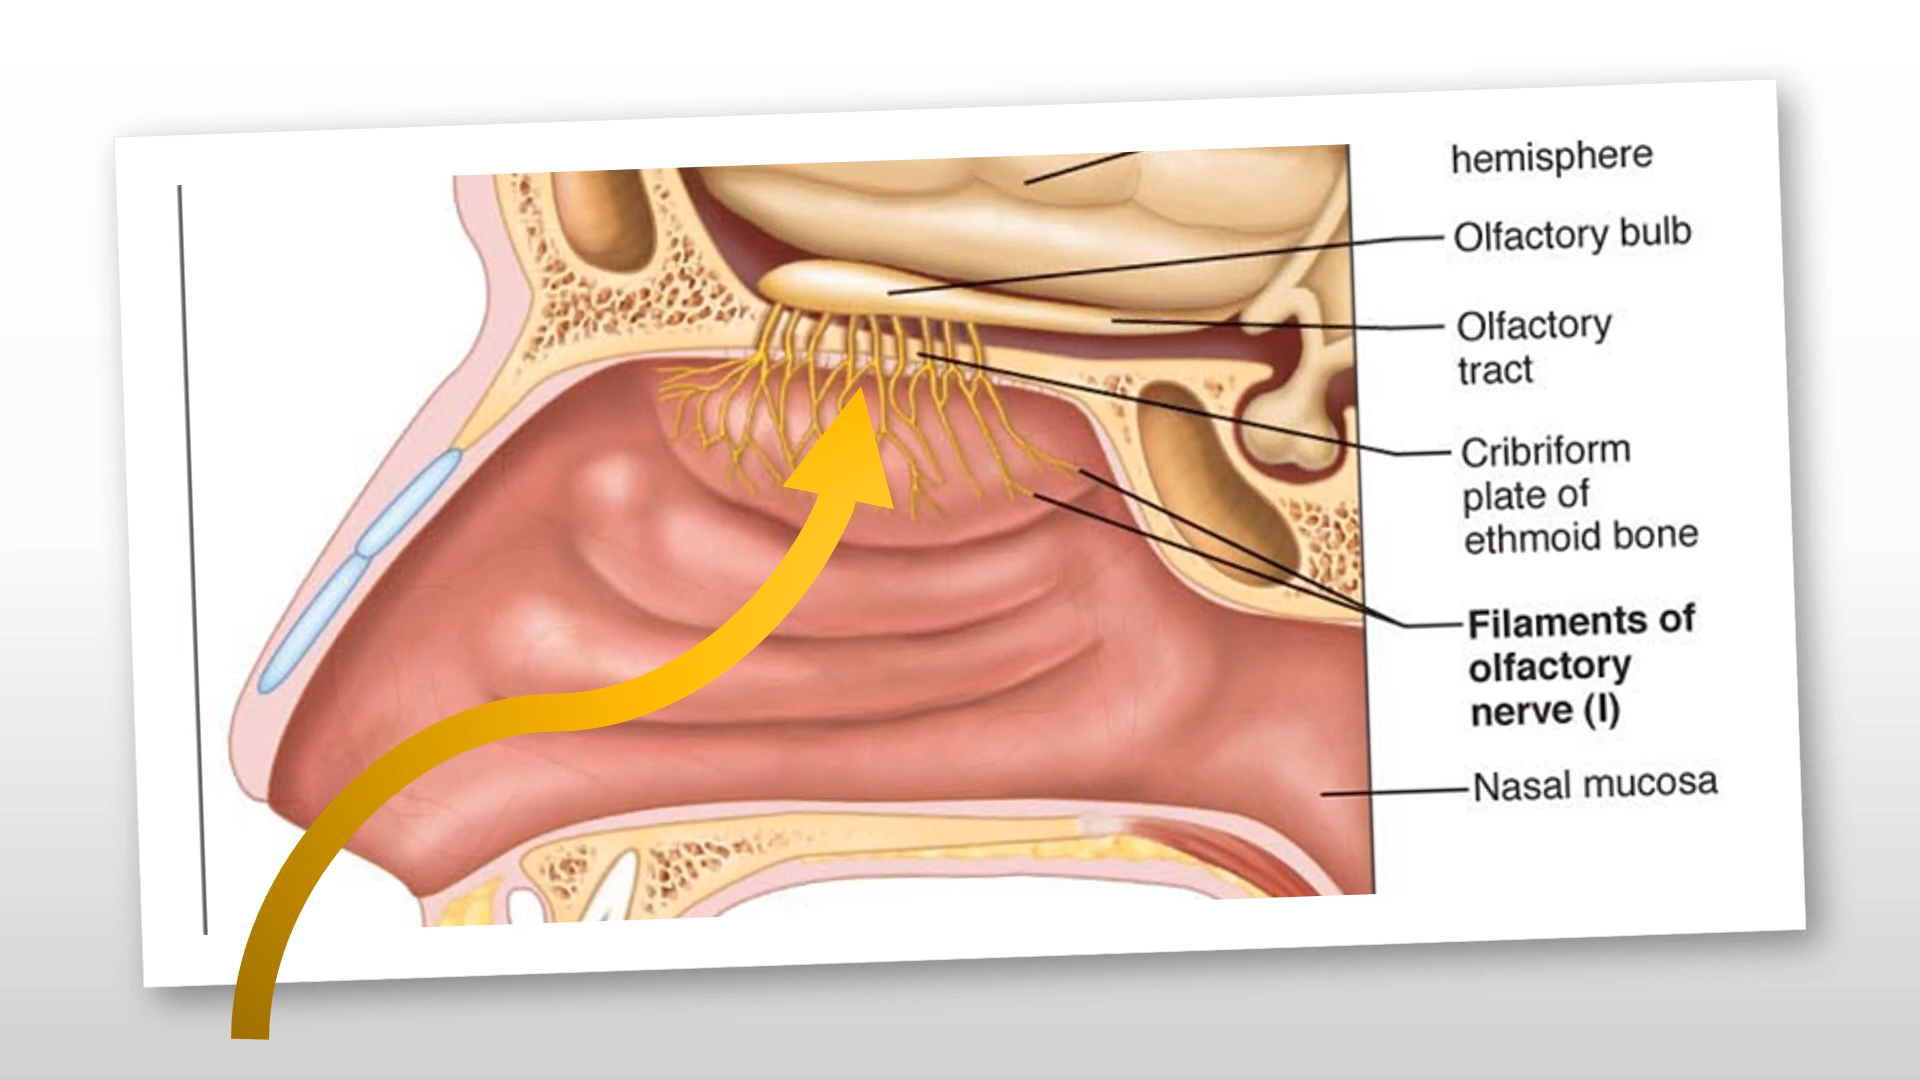 hemisphere
Olfactory bulb
Olfactory
tract
Cribriform
plate of
ethmoid bone
Filaments of
olfactory
nerve (I)
Nasal mucosa